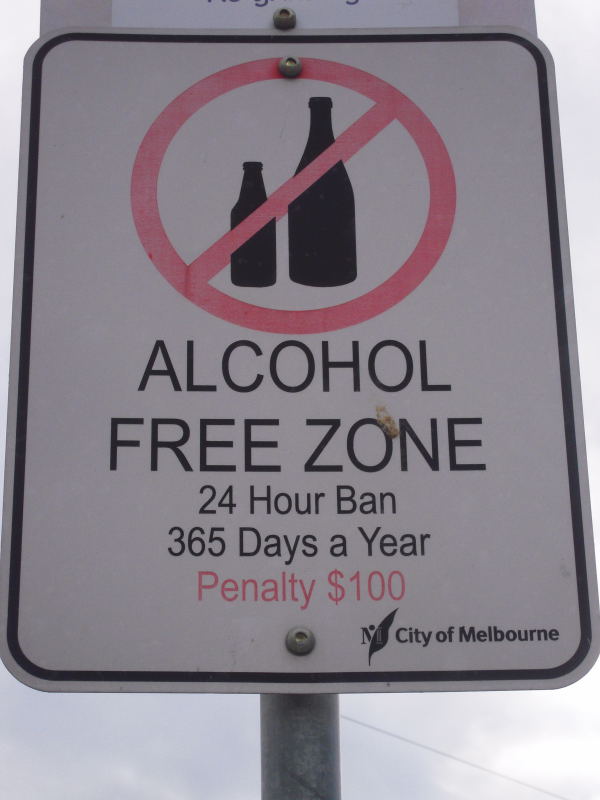 ALCOHOL
FREE ZONE
24 Hour Ban
365 Days a Year
Penalty $100
City of Melbourne